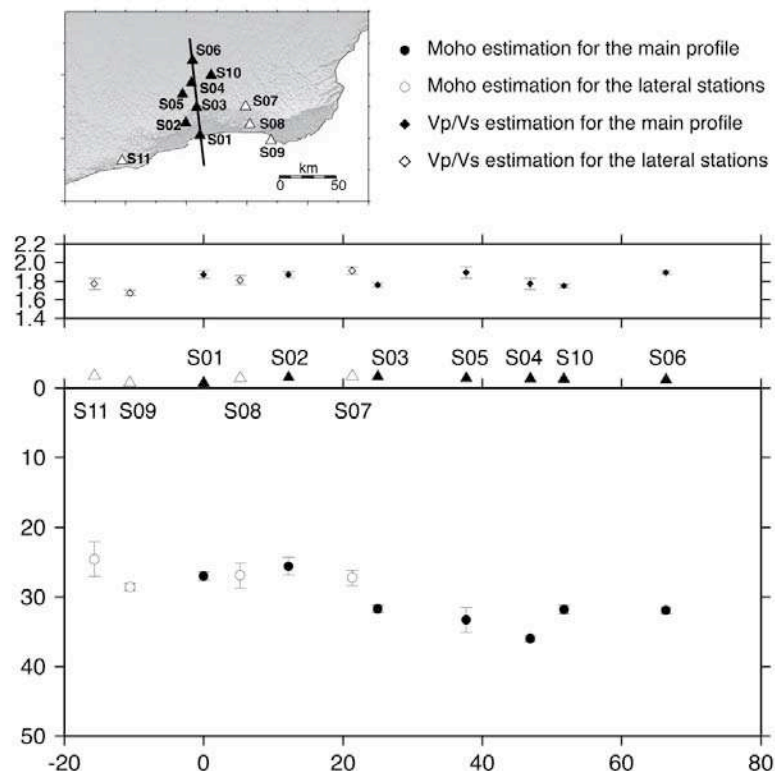 S06
S10
S04
S05
S03
S07
S02
S08
S01
S09
S11
km
0 50
Moho estimation for the main profile
Moho estimation for the lateral stations
Vp/Vs estimation for the main profile
Vp/Vs estimation for the lateral stations
2.2
2.0
1.8
1.6
1.4
S01 S02 S03 S05 S04 S10 S06
0
S11 S09 S08 S07
10
20
30
40
50
-20 0 20 40 60 80